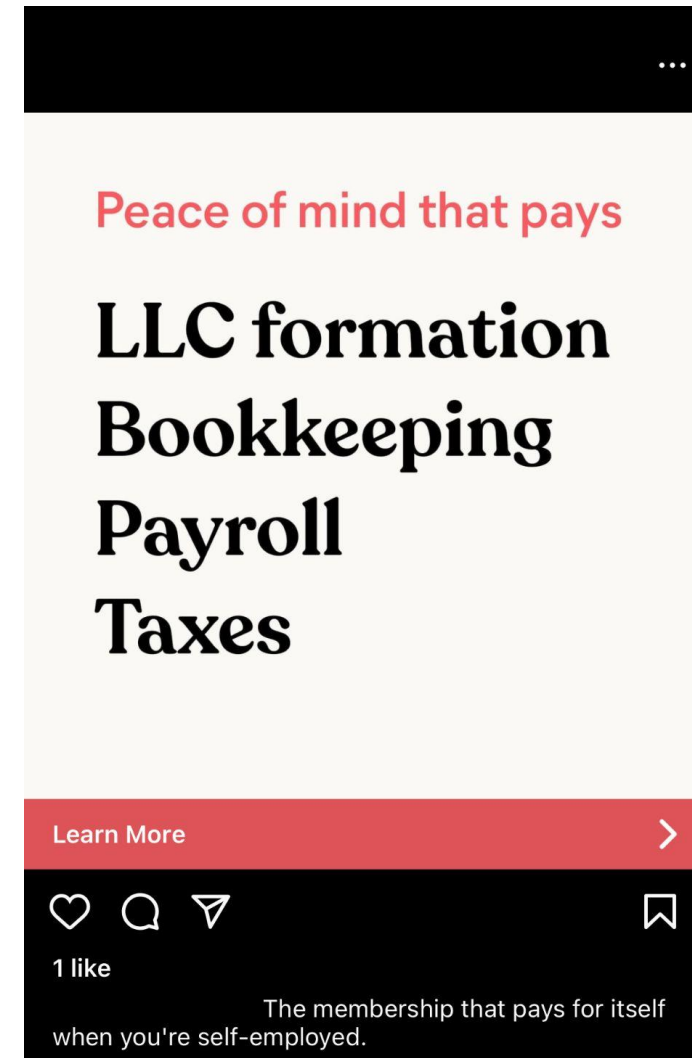 Peace of mind that pays
LLC formation
Bookkeeping
Payroll
Taxes
Learn More
1 like
The membership that pays for itself
when you're self-employed.